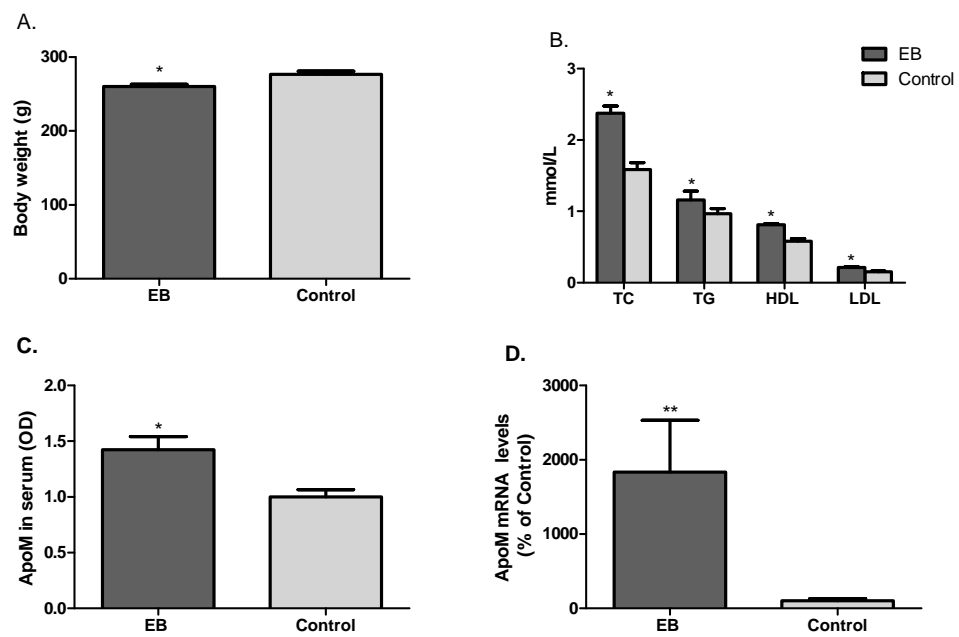 A.
300
200
100
0
Body weight (g)
*
EB
Control
B.
EB
Control
3
2
1
0
mmol/L
*
*
*
*
TC
TG
HDL
LDL
C.
2.0
1.5
1.0
0.5
0.0
ApoM in serum (OD)
*
EB
Control
D.
3000
2000
1000
0
ApoM mRNA levels
(% of Control)
**
EB
Control